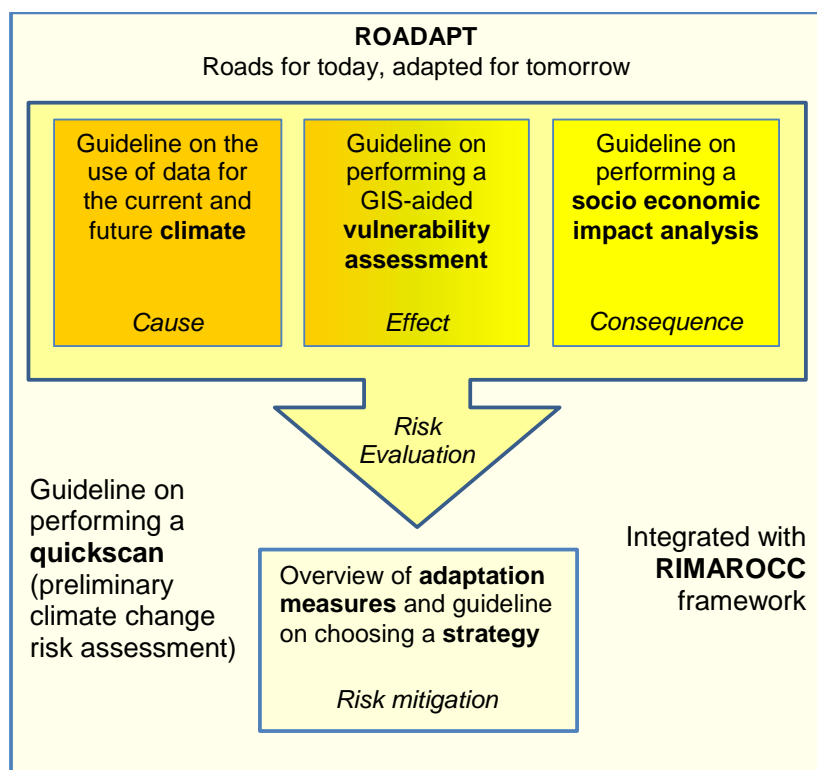 ROADAPT
Roads for today, adapted for tomorrow
Guideline on the
use of data for
the current and
future climate
Cause
Guideline on
performing a
GIS-aided
vulnerability
assessment
Effect
Guideline on
performing a
socio economic
impact analysis
Consequence
Risk
Evaluation
Guideline on
performing a
quickscan
(preliminary
climate change
risk assessment)
Overview of adaptation
measures and guideline
on choosing a strategy
Risk mitigation
Integrated with
RIMAROCC
framework